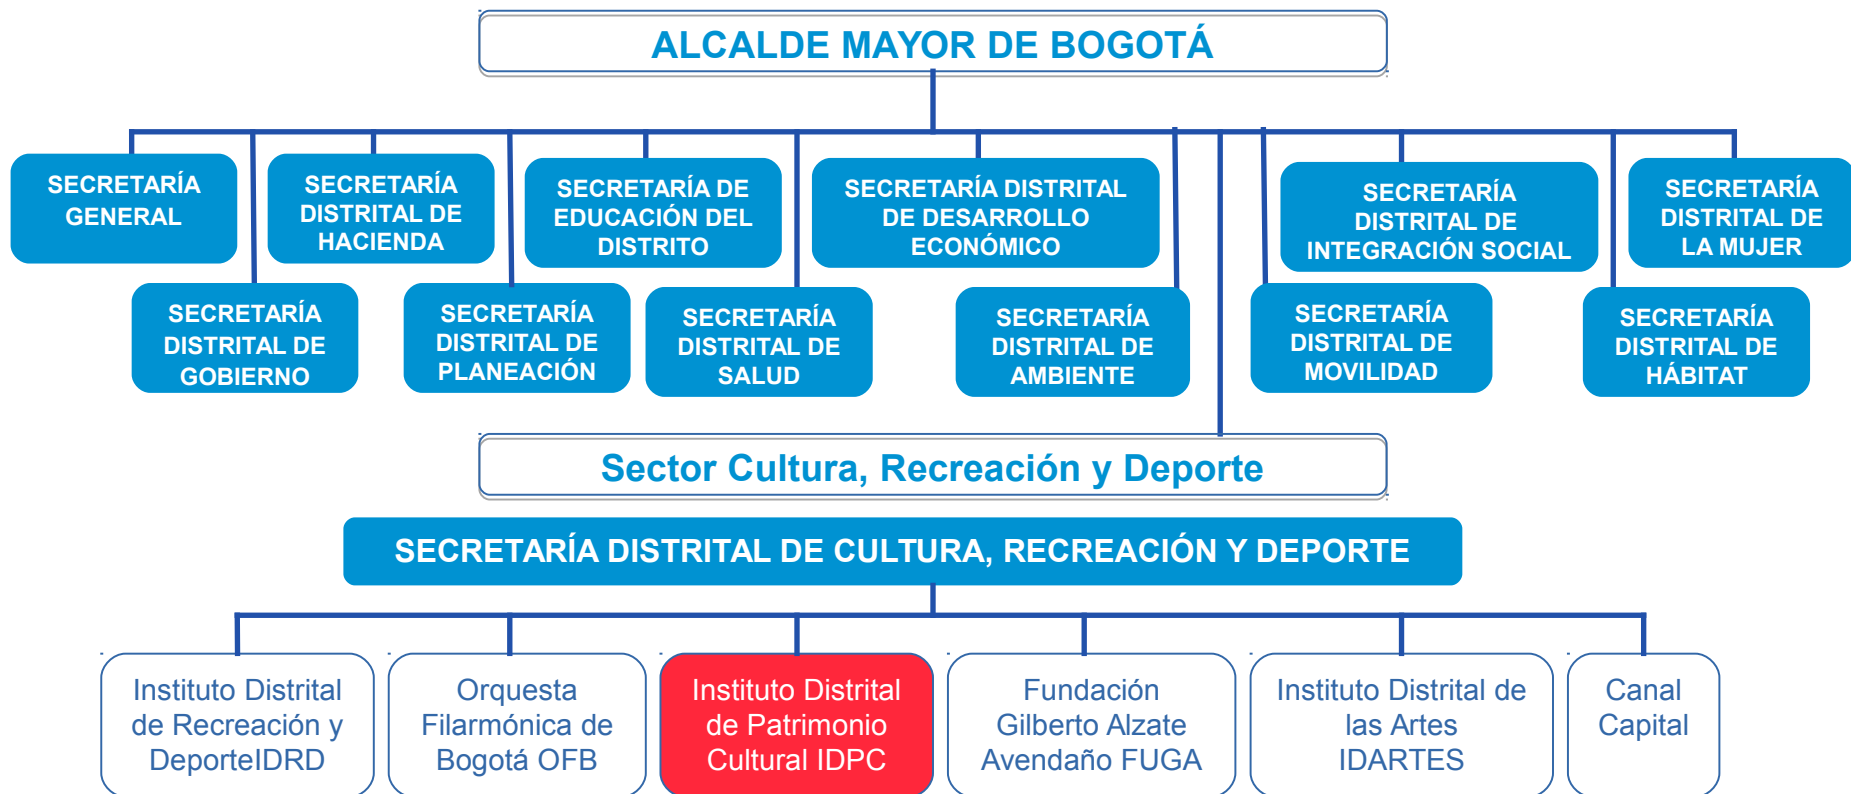 ALCALDE MAYOR DE BOGOTÁ
SECRETARÍA
GENERAL
SECRETARÍA
DISTRITAL DE
HACIENDA
SECRETARÍA DE
EDUCACIÓN DEL
DISTRITO
SECRETARÍA DISTRITAL
DE DESARROLLO
ECONÓMICO
SECRETARÍA
DISTRITAL DE
INTEGRACIÓN SOCIAL
SECRETARÍA
DISTRITAL DE
LA MUJER
SECRETARÍA
DISTRITAL DE
GOBIERNO
SECRETARÍA
DISTRITAL DE
PLANEACIÓN
SECRETARÍA
DISTRITAL DE
SALUD
SECRETARÍA
DISTRITAL DE
AMBIENTE
SECRETARÍA
DISTRITAL DE
MOVILIDAD
SECRETARÍA
DISTRITAL DE
HÁBITAT
Sector Cultura, Recreación y Deporte
SECRETARÍA DISTRITAL DE CULTURA, RECREACIÓN Y DEPORTE
Instituto Distrital
de Recreación y
DeporteIDRD
Orquesta
Filarmónica de
Bogotá OFB
Instituto Distrital
de Patrimonio
Cultural IDPC
Fundación
Gilberto Alzate
Avendaño FUGA
Instituto Distrital de
las Artes
IDARTES
Canal
Capital